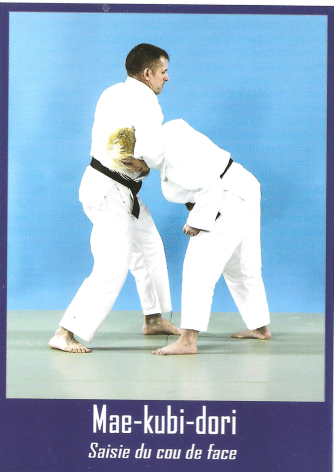 Mae-kubi-dori
Saisie du cou de face